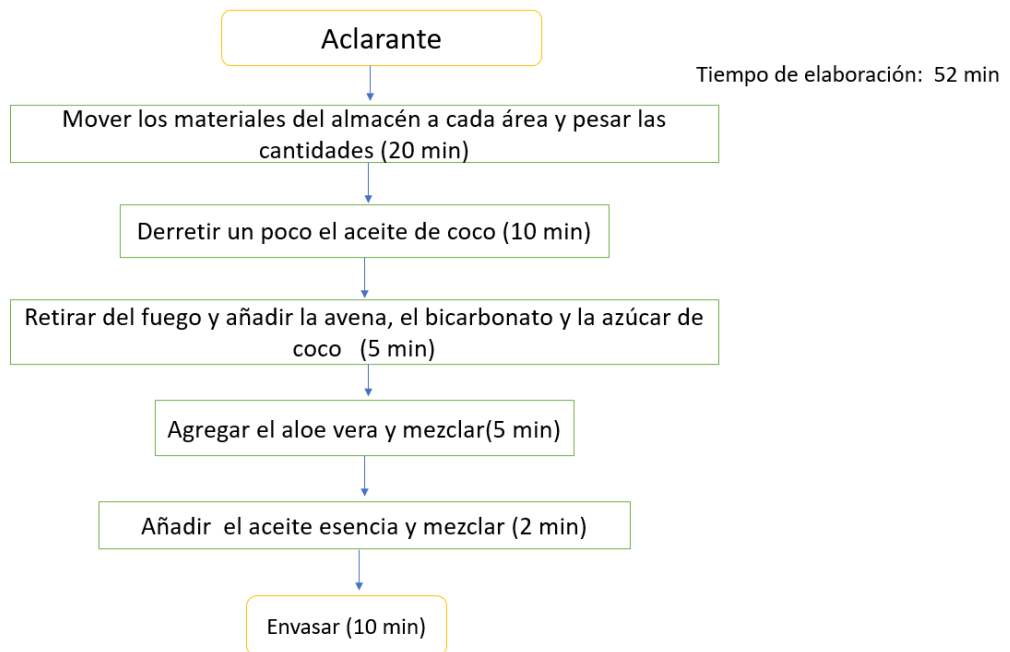 Aclarante
Tiempo de elaboración: 52 min
Mover los materiales del almacén a cada área y pesar las
cantidades (20 min)
Derretir un poco el aceite de coco (10 min)
Retirar del fuego y añadir la avena, el bicarbonato y la azúcar de
coco (5 min)
Agregar el aloe vera y mezclar(5 min)
Añadir el aceite esencia y mezclar (2 min)
Envasar (10 min)